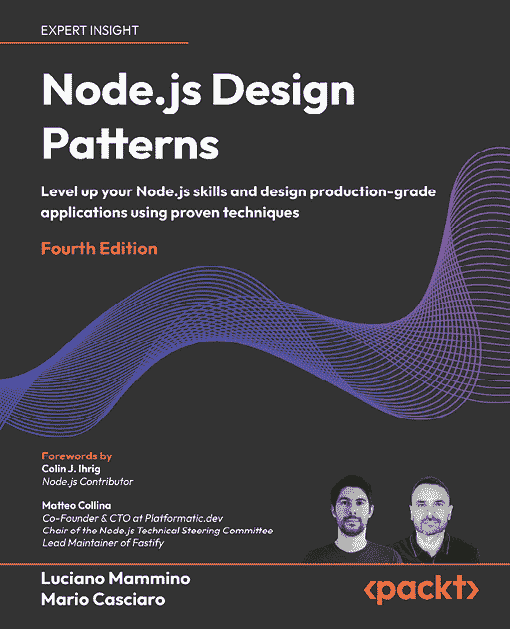 EXPERT INSIGHT
Node.js Design
Patterns
Level up your Node.js skills and design production-grade
applications using proven techniques
Fourth Edition
Forewords by
Colin J. Ihrig
Node.js Contributor
Matteo Collina
Co-Founder & CTO at Platformatic.dev
Chair of the Node.js Technical Steering Committee
Lead Maintainer of Fastify
Luciano Mammino
Mario Casciaro
<packt>